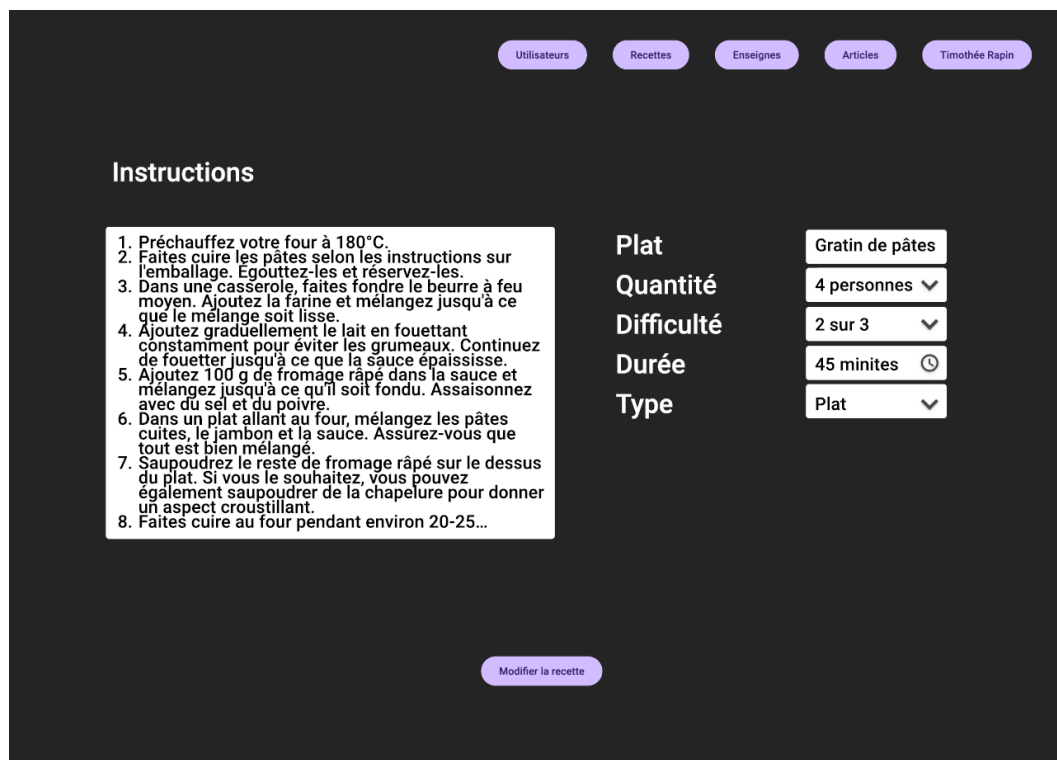 Utilisateurs
Recettes
Enseignes
Articles
Timothée Rapin
Instructions
1. Préchauffez votre four à 180°C.
2. Faites cuire les pâtes selon les instructions sur
l'emballage. Égouttez-les et réservez-les.
3. Dans une casserole, faites fondre le beurre à feu
moyen. Ajoutez la farine et mélangez jusqu'à ce
que le mélange soit lisse.
4. Ajoutez graduellement le lait en fouettant
constamment pour éviter les grumeaux. Continuez
de fouetter jusqu'à ce que la sauce épaississe.
5. Ajoutez 100 g de fromage râpé dans la sauce et
mélangez jusqu'à ce qu'il soit fondu. Assaisonnez
avec du sel et du poivre.
6. Dans un plat allant au four, mélangez les pâtes
cuites, le jambon et la sauce. Assurez-vous que
tout est bien mélangé.
7. Saupoudrez le reste de fromage râpé sur le dessus
du plat. Si vous le souhaitez, vous pouvez
également saupoudrer de la chapelure pour donner
un aspect croustillant.
8. Faites cuire au four pendant environ 20-25...
Plat
Gratin de pâtes
Quantité
4 personnes
Difficulté
2 sur 3
Durée
45 minites
Type
Plat
Modifier la recette